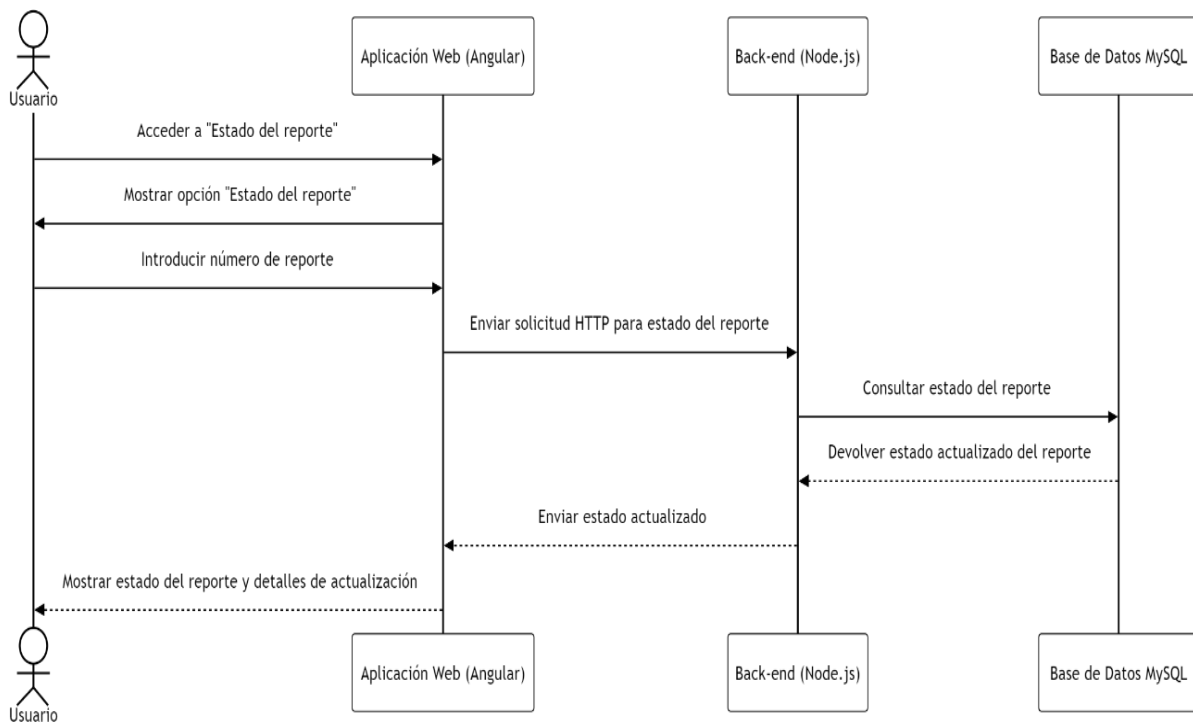 Usuario
Aplicación Web (Angular)
Back-end (Node.js)
Base de Datos MySQL
Acceder a "Estado del reporte"
Mostrar opción "Estado del reporte"
Introducir número de reporte
Enviar solicitud HTTP para estado del reporte
Consultar estado del reporte
Devolver estado actualizado del reporte
Enviar estado actualizado
Mostrar estado del reporte y detalles de actualización
Usuario
Aplicación Web (Angular)
Back-end (Node.js)
Base de Datos MySQL